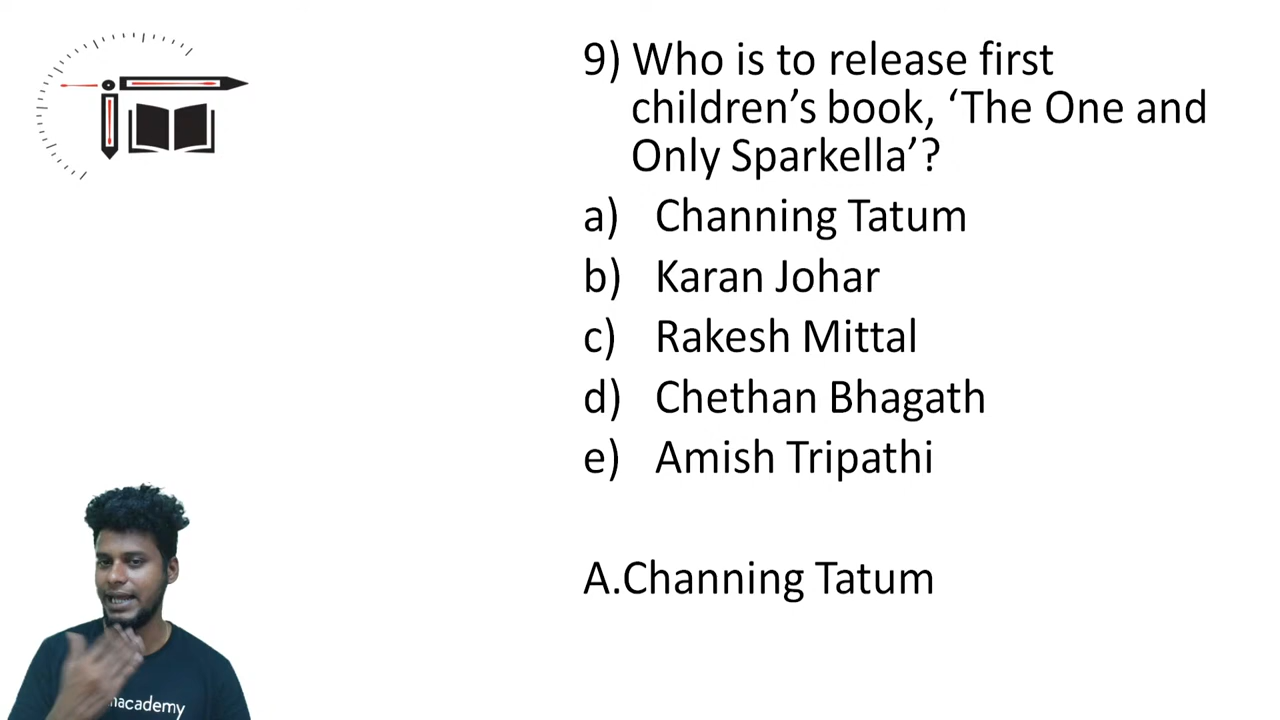 9) Who is to release first
children’s book, ‘The One and
Only Sparkella’?
a) Channing Tatum
b) Karan Johar
c) Rakesh Mittal
d) Chethan Bhagath
e) Amish Tripathi
A.Channing Tatum